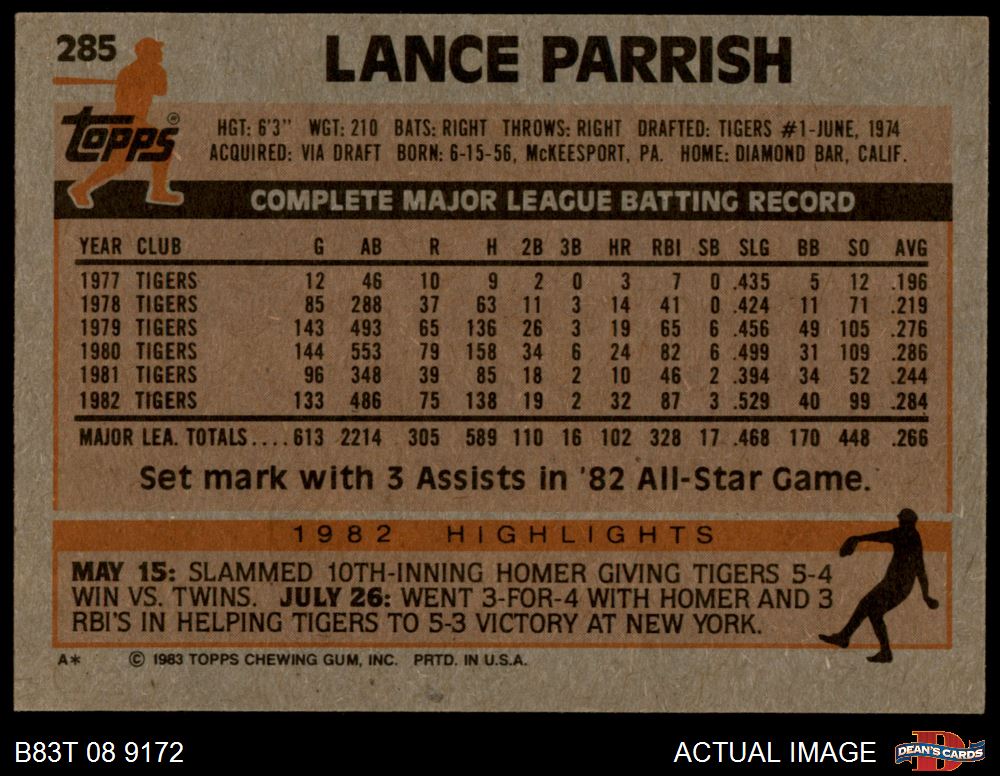 285
LANCE PARRISH
topps®
HGT: 6'3" WGT: 210 BATS: RIGHT THROWS: RIGHT DRAFTED: TIGERS #1-JUNE, 1974
ACQUIRED: VIA DRAFT BORN: 6-15-56, McKEESPORT, PA. HOME: DIAMOND BAR, CALIF.
COMPLETE MAJOR LEAGUE BATTING RECORD
YEAR CLUB G AB R H 2B 3B HR RBI SB SLG BB SO AVG
1977 TIGERS 12 46 10 9 2 0 3 7 0 .435 5 12 .196
1978 TIGERS 85 288 37 63 11 3 14 41 0 .424 11 71 .219
1979 TIGERS 143 493 65 136 26 3 19 65 6 .456 49 105 .276
1980 TIGERS 144 553 79 158 34 6 24 82 6 .499 31 109 .286
1981 TIGERS 96 348 39 85 18 2 10 46 2 .394 34 52 .244
1982 TIGERS 133 486 75 138 19 2 32 87 3 .529 40 99 .284
MAJOR LEA. TOTALS....613 2214 305 589 110 16 102 328 17 .468 170 448 .266
Set mark with 3 Assists in '82 All-Star Game.
1982 HIGHLIGHTS
MAY 15: SLAMMED 10TH-INNING HOMER GIVING TIGERS 5-4
WIN VS. TWINS. JULY 26: WENT 3-FOR-4 WITH HOMER AND 3
RBI'S IN HELPING TIGERS TO 5-3 VICTORY AT NEW YORK.
A* © 1983 TOPPS CHEWING GUM, INC. PRTD. IN U.S.A.
B83T 08 9172
ACTUAL IMAGE
D
DEAN'S CARDS